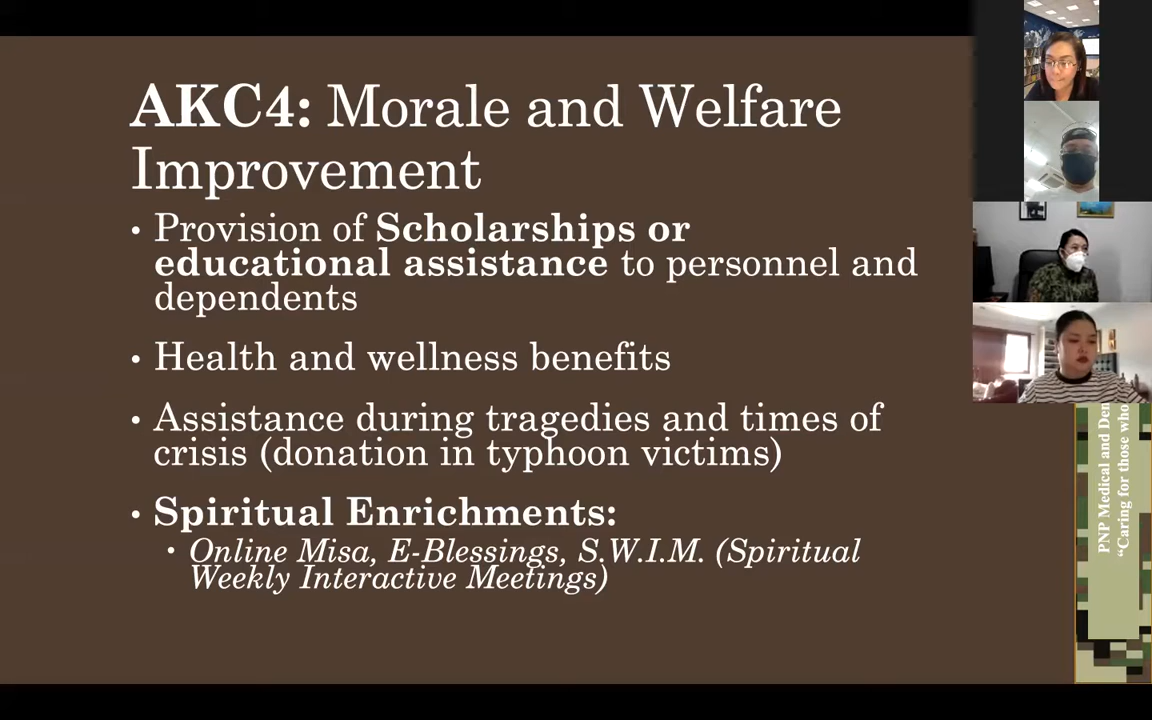 AKC4: Morale and Welfare
Improvement
• Provision of Scholarships or
educational assistance to personnel and
dependents
• Health and wellness benefits
• Assistance during tragedies and times of
crisis (donation in typhoon victims)
• Spiritual Enrichments:
• Online Misa, E-Blessings, S.W.I.M. (Spiritual
Weekly Interactive Meetings)
PNP Medical and Den
“Caring for those who